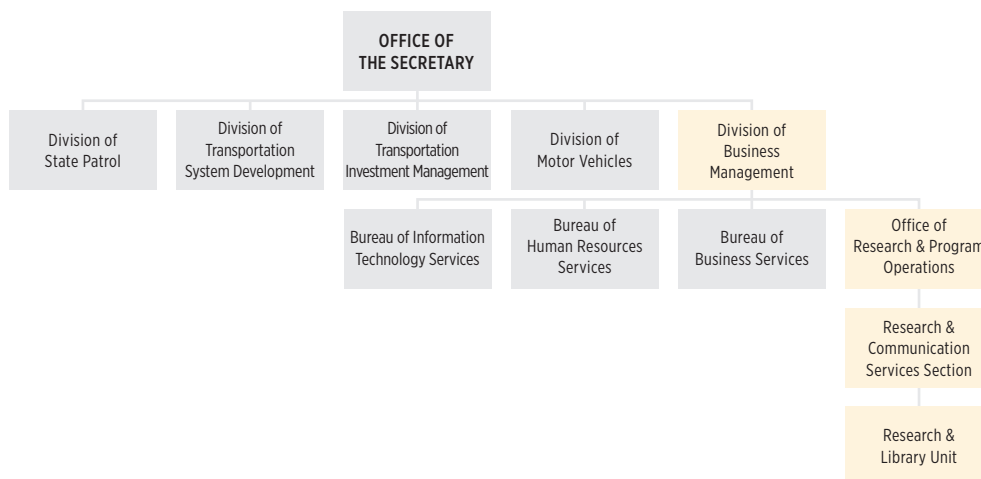 OFFICE OF
THE SECRETARY
Division of
State Patrol
Division of
Transportation
System Development
Division of
Transportation
Investment Management
Division of
Motor Vehicles
Division of
Business
Management
Bureau of Information
Technology Services
Bureau of
Human Resources
Services
Bureau of
Business Services
Office of
Research & Program
Operations
Research &
Communication
Services Section
Research &
Library Unit